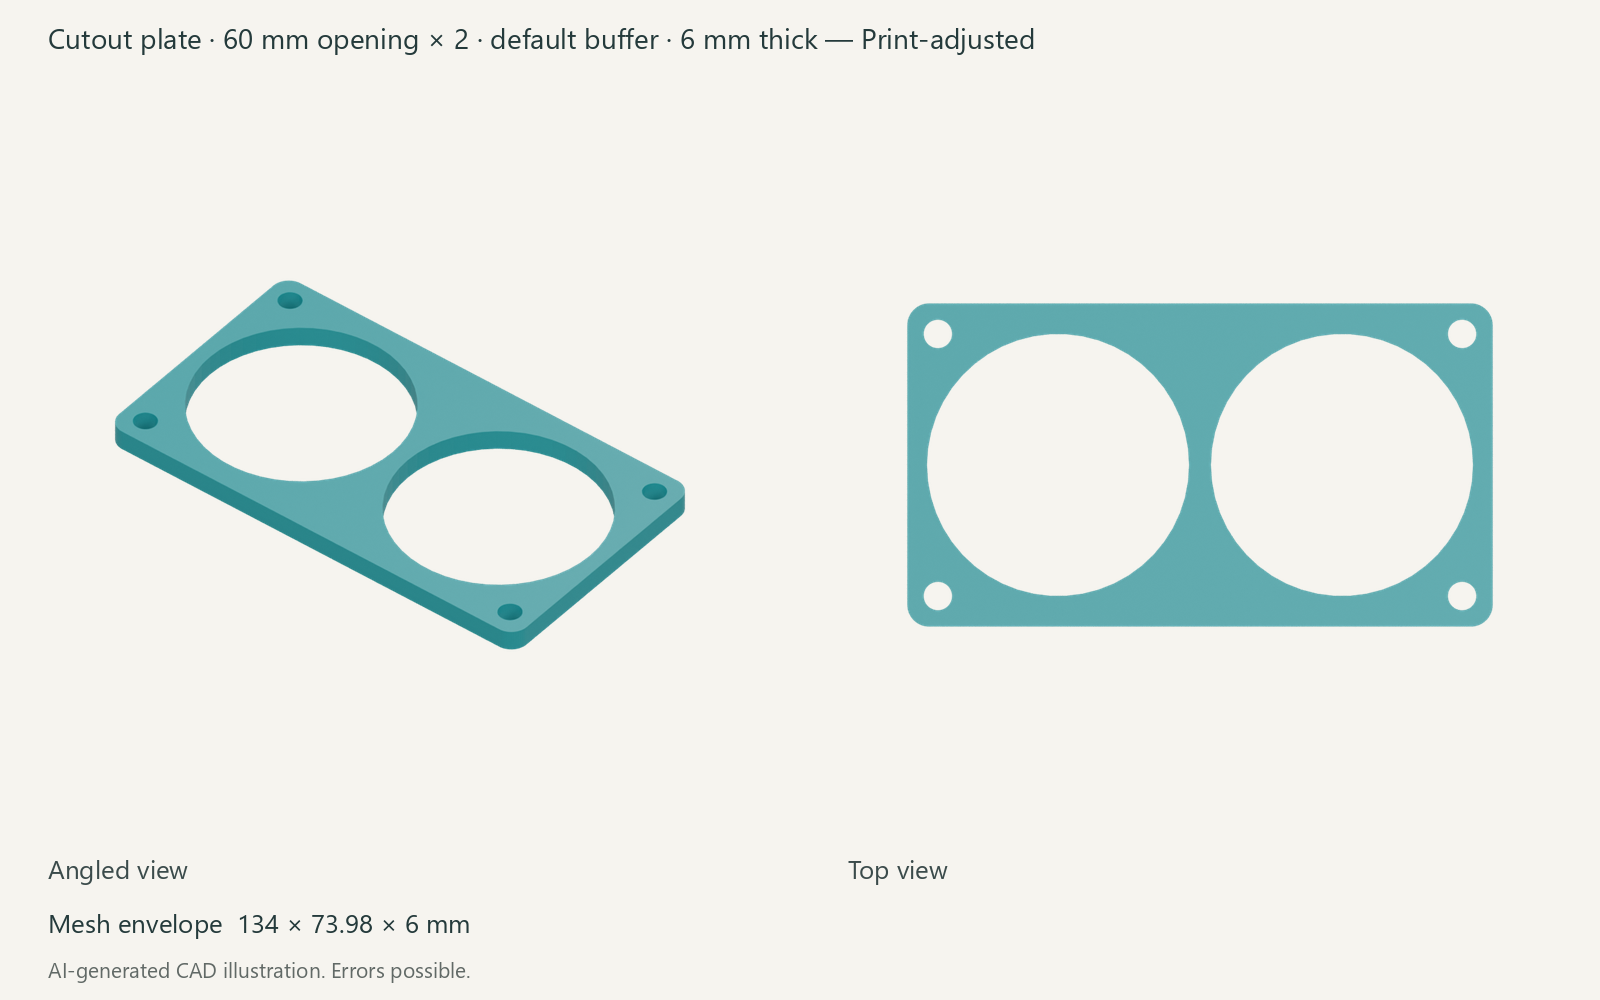 Cutout plate · 60 mm opening × 2 · default buffer · 6 mm thick — Print-adjusted
Angled view
Top view
Mesh envelope 134 × 73.98 × 6 mm
AI-generated CAD illustration. Errors possible.